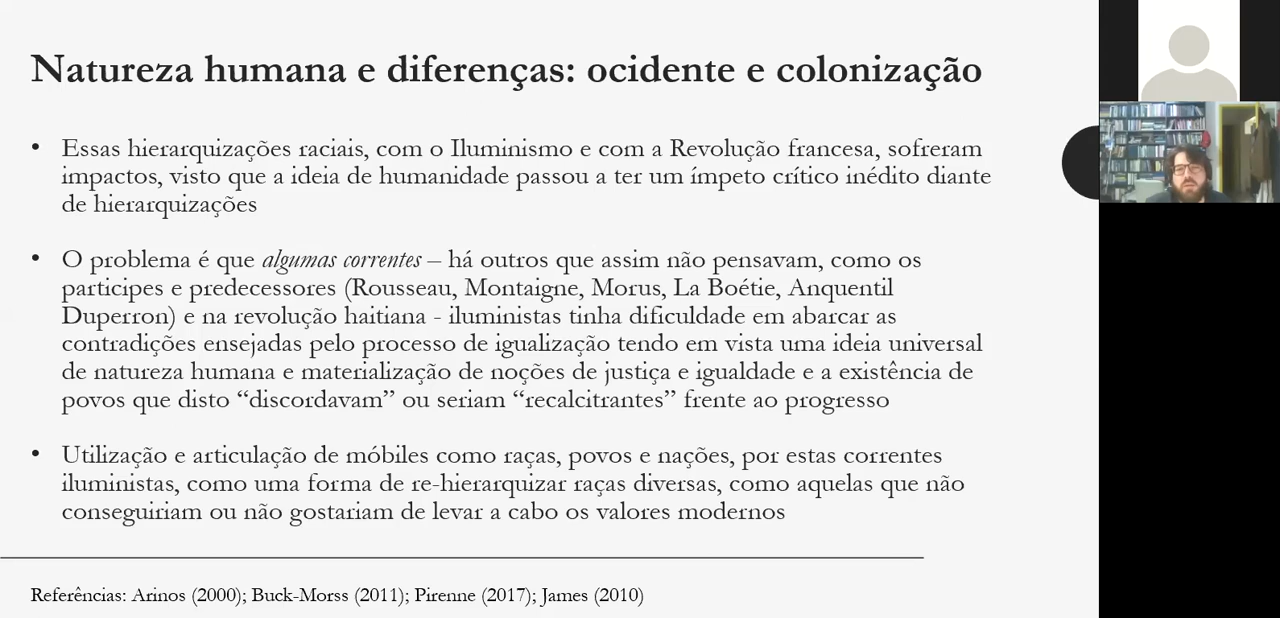 Natureza humana e diferenças: ocidente e colonização
• Essas hierarquizações raciais, com o Iluminismo e com a Revolução francesa, sofreram
impactos, visto que a ideia de humanidade passou a ter um ímpeto crítico inédito diante
de hierarquizações
• O problema é que algumas correntes – há outros que assim não pensavam, como os
participes e predecessores (Rousseau, Montaigne, Morus, La Boétie, Anquentil
Duperron) e na revolução haitiana - iluministas tinha dificuldade em abarcar as
contradições ensejadas pelo processo de igualização tendo em vista uma ideia universal
de natureza humana e materialização de noções de justiça e igualdade e a existência de
povos que disto “discordavam” ou seriam “recalcitrantes” frente ao progresso
• Utilização e articulação de móbiles como raças, povos e nações, por estas correntes
iluministas, como uma forma de re-hierarquizar raças diversas, como aquelas que não
conseguiriam ou não gostariam de levar a cabo os valores modernos
Referências: Arinos (2000); Buck-Morss (2011); Pirenne (2017); James (2010)